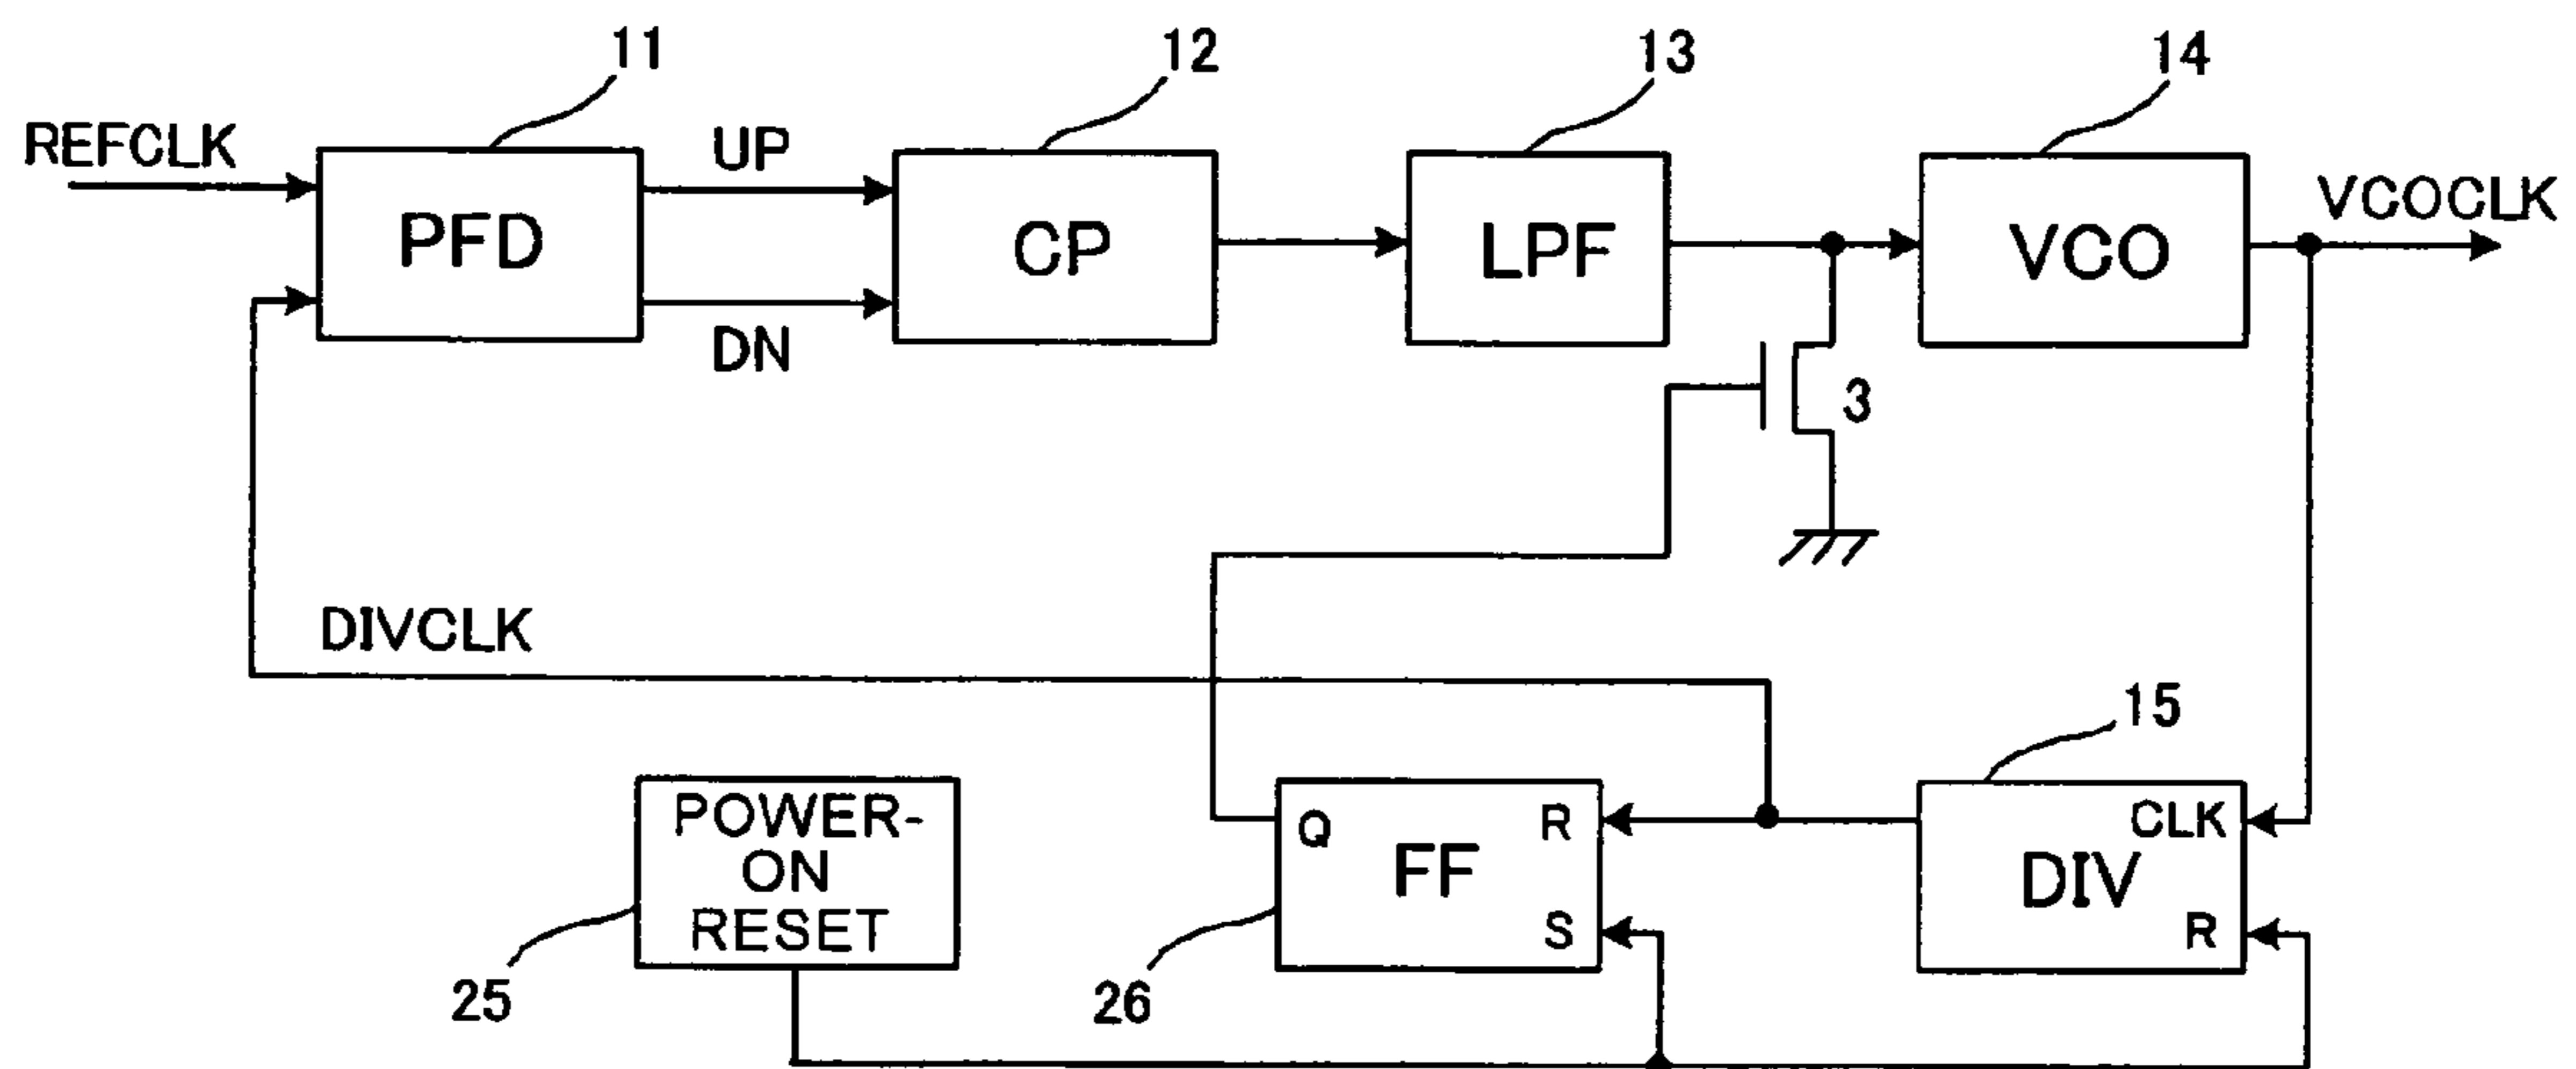 11
12
13
14
REFCLK
UP
VCOCLK
PFD
CP
LPF
VCO
DN
3
DIVCLK
15
POWER-
ON
RESET
Q
R
FF
S
CLK
DIV
R
25
26